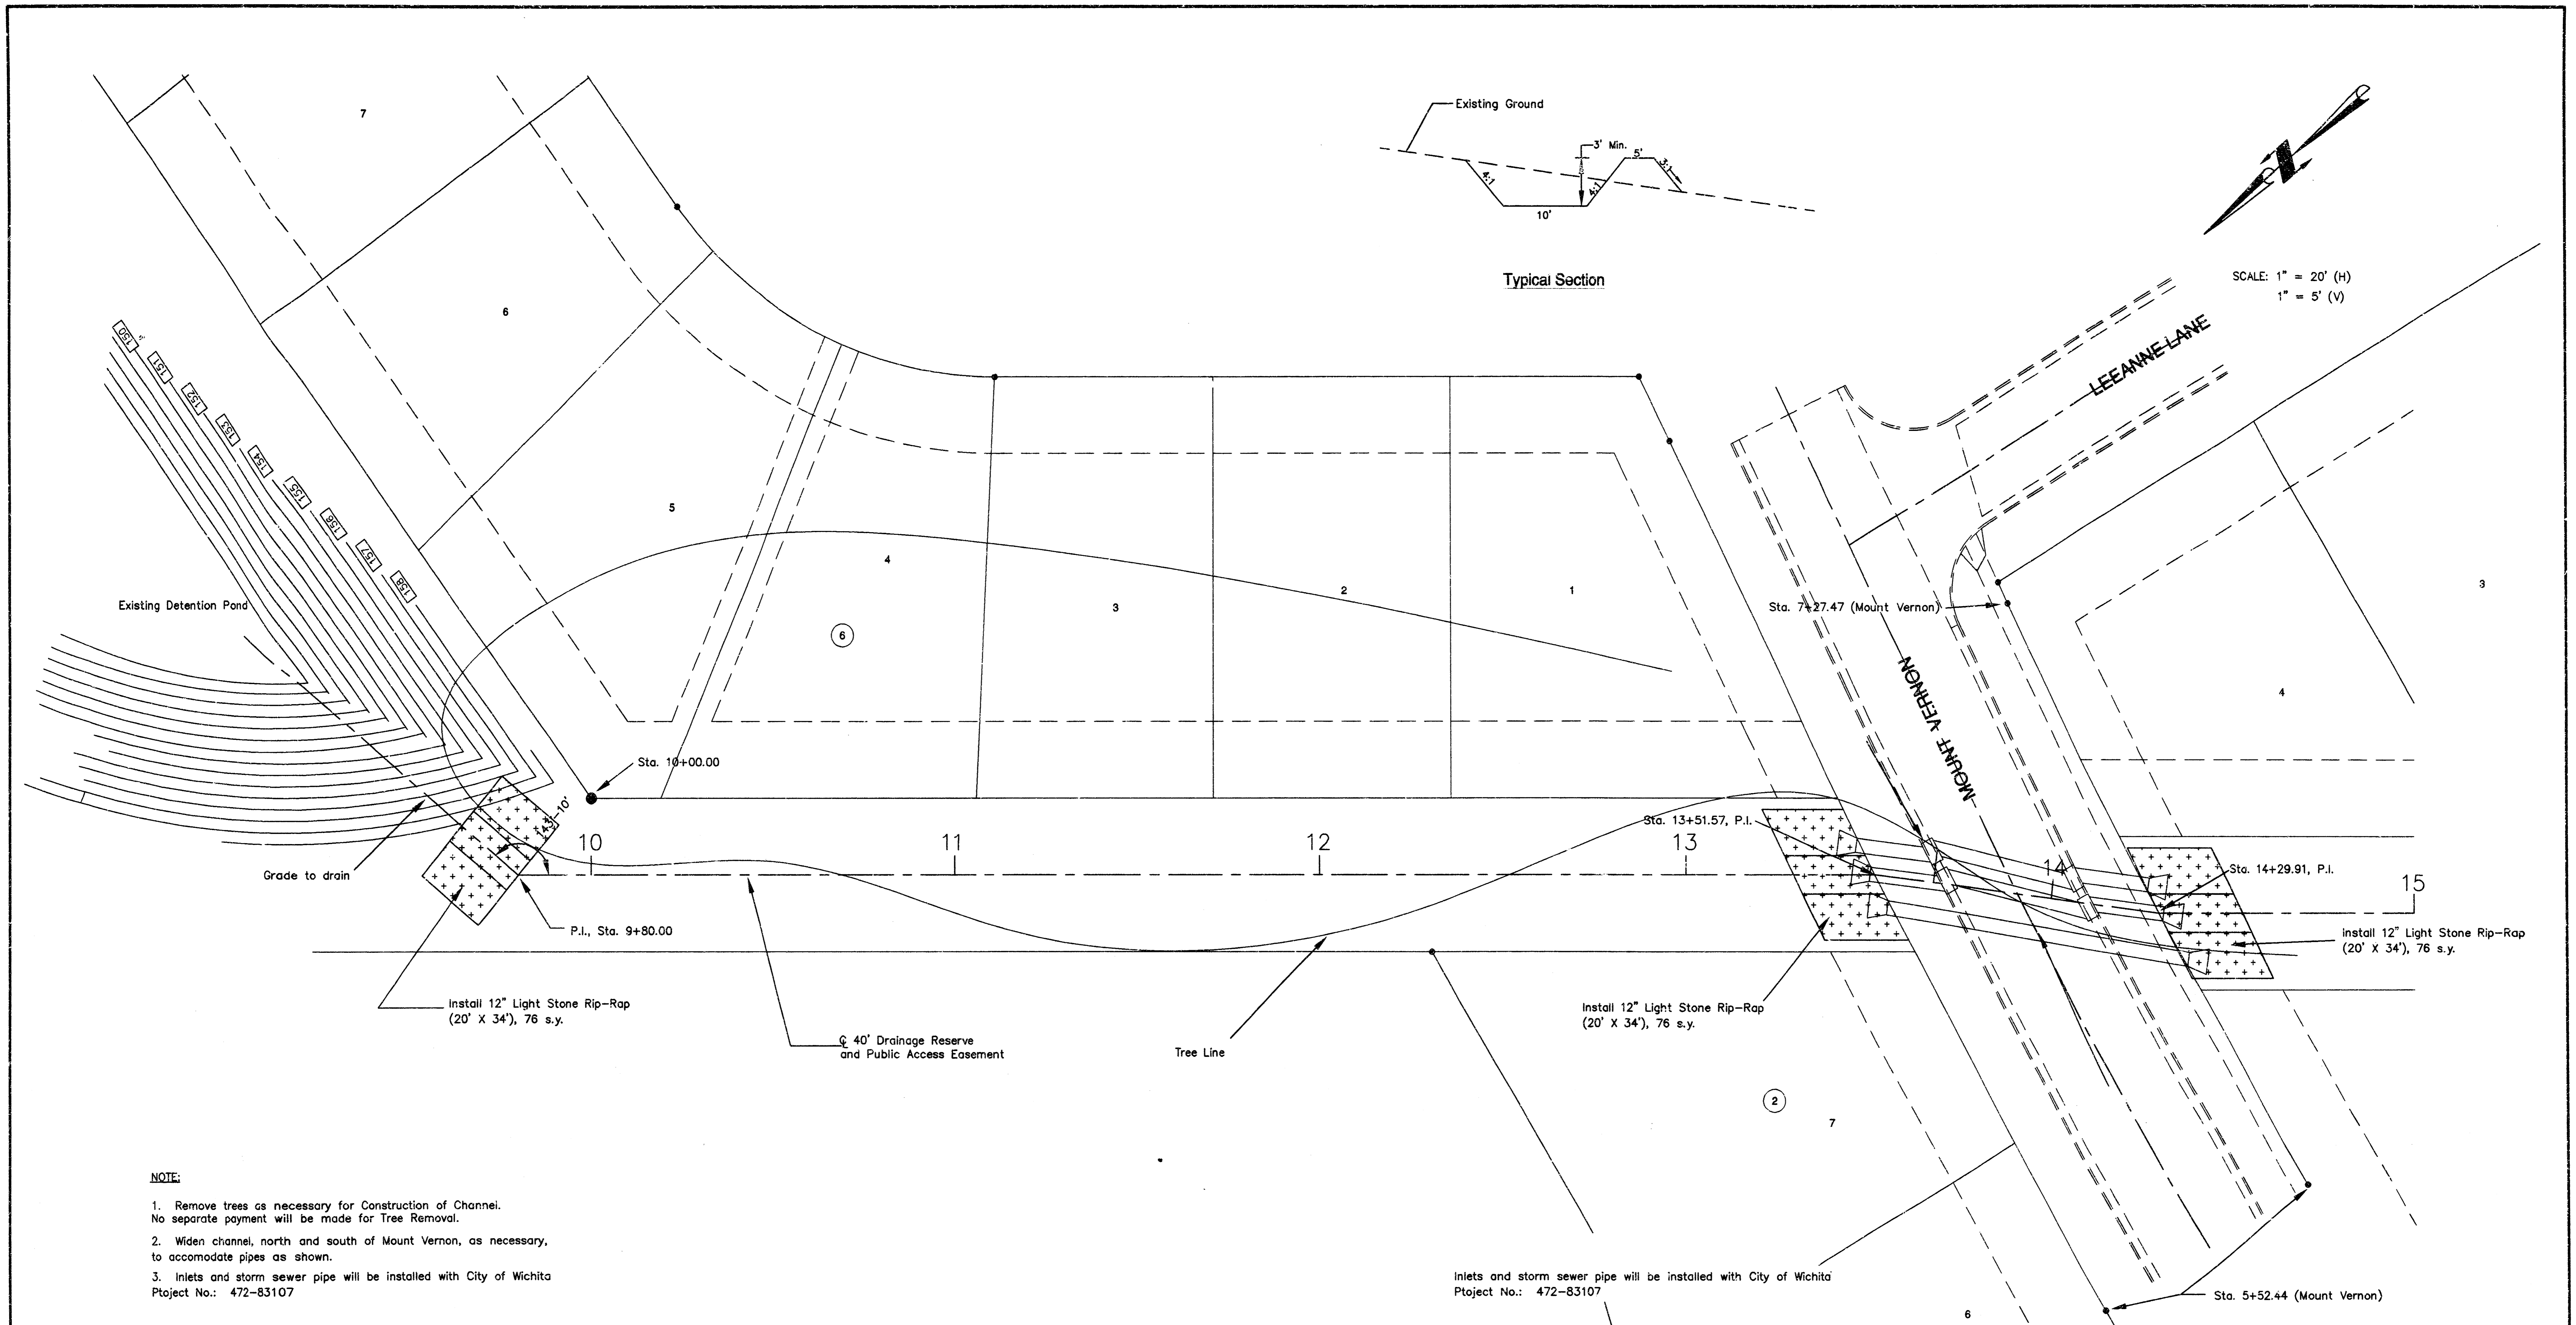 7
Existing Ground
3' Min.
5'
3:1
4:1
4:1
10'
Typical Section
SCALE: 1" = 20' (H)
1" = 5' (V)
LEEANNE LANE
6
150
151
152
153
154
155
156
157
158
5
4
3
2
1
6
3
4
Existing Detention Pond
Sta. 7+27.47 (Mount Vernon)
MOUNT VERNON
Sta. 10+00.00
10
11
12
13
14
15
Sta. 13+51.57, P.I.
Sta. 14+29.91, P.I.
Grade to drain
P.I., Sta. 9+80.00
Install 12" Light Stone Rip-Rap
(20' X 34'), 76 s.y.
Install 12" Light Stone Rip-Rap
(20' X 34'), 76 s.y.
Install 12" Light Stone Rip-Rap
(20' X 34'), 76 s.y.
℄ 40' Drainage Reserve
and Public Access Easement
Tree Line
2
7
6
NOTE:
1. Remove trees as necessary for Construction of Channel.
No separate payment will be made for Tree Removal.
2. Widen channel, north and south of Mount Vernon, as necessary,
to accomodate pipes as shown.
3. Inlets and storm sewer pipe will be installed with City of Wichita
Ptoject No.: 472-83107
Inlets and storm sewer pipe will be installed with City of Wichita
Ptoject No.: 472-83107
Sta. 5+52.44 (Mount Vernon)